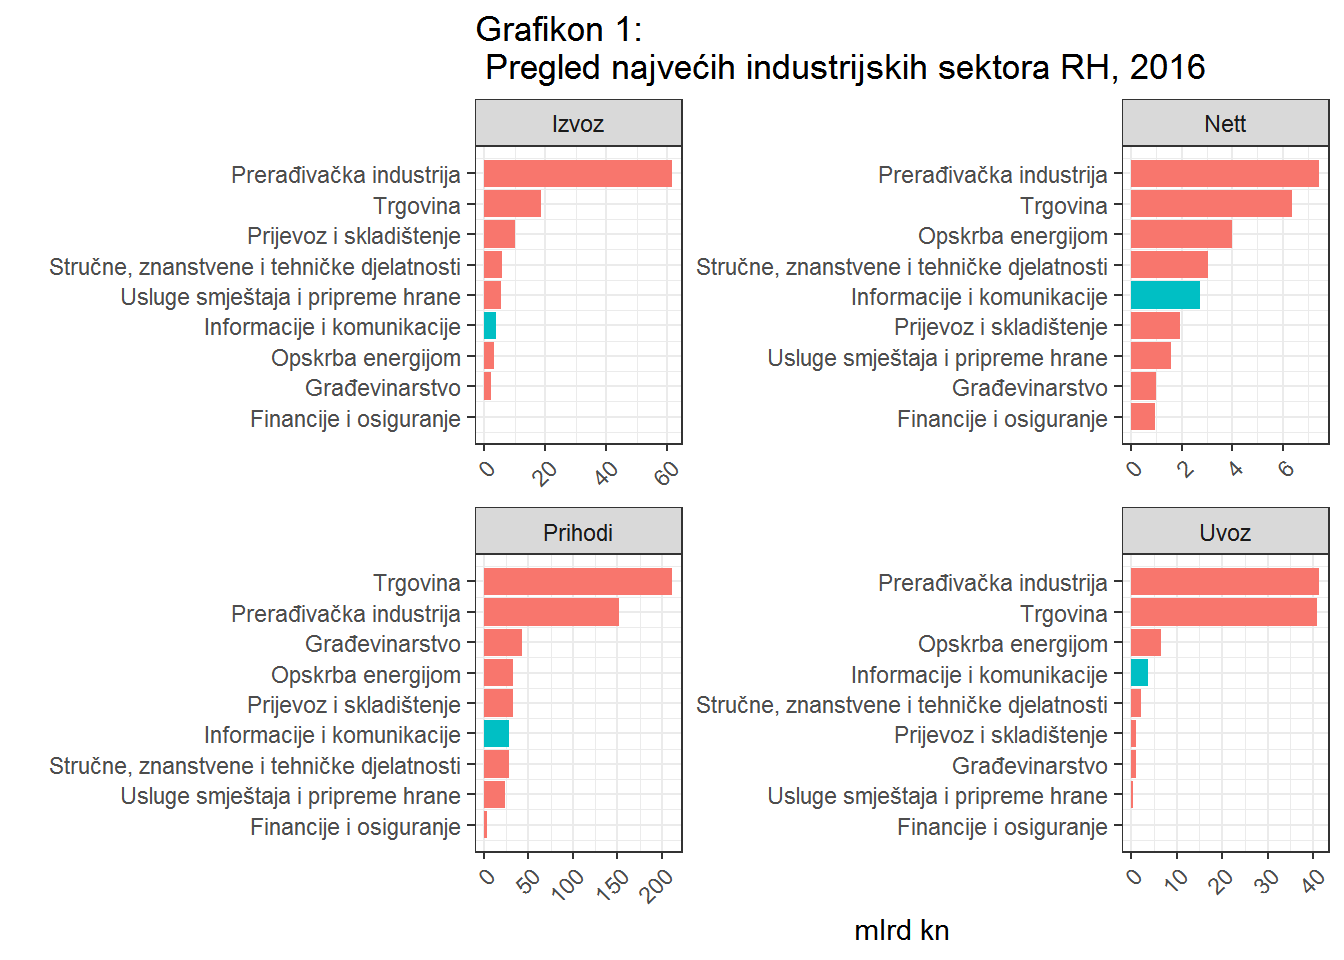 Grafikon 1:
Pregled najvećih industrijskih sektora RH, 2016
Izvoz
Prerađivačka industrija
Trgovina
Prijevoz i skladištenje
Stručne, znanstvene i tehničke djelatnosti
Usluge smještaja i pripreme hrane
Informacije i komunikacije
Opskrba energijom
Građevinarstvo
Financije i osiguranje
0 20 40 60
Nett
Prerađivačka industrija
Trgovina
Opskrba energijom
Stručne, znanstvene i tehničke djelatnosti
Informacije i komunikacije
Prijevoz i skladištenje
Usluge smještaja i pripreme hrane
Građevinarstvo
Financije i osiguranje
0 2 4 6
Prihodi
Trgovina
Prerađivačka industrija
Građevinarstvo
Opskrba energijom
Prijevoz i skladištenje
Informacije i komunikacije
Stručne, znanstvene i tehničke djelatnosti
Usluge smještaja i pripreme hrane
Financije i osiguranje
0 50 100 150 200
Uvoz
Prerađivačka industrija
Trgovina
Opskrba energijom
Informacije i komunikacije
Stručne, znanstvene i tehničke djelatnosti
Prijevoz i skladištenje
Građevinarstvo
Usluge smještaja i pripreme hrane
Financije i osiguranje
0 10 20 30 40
mlrd kn